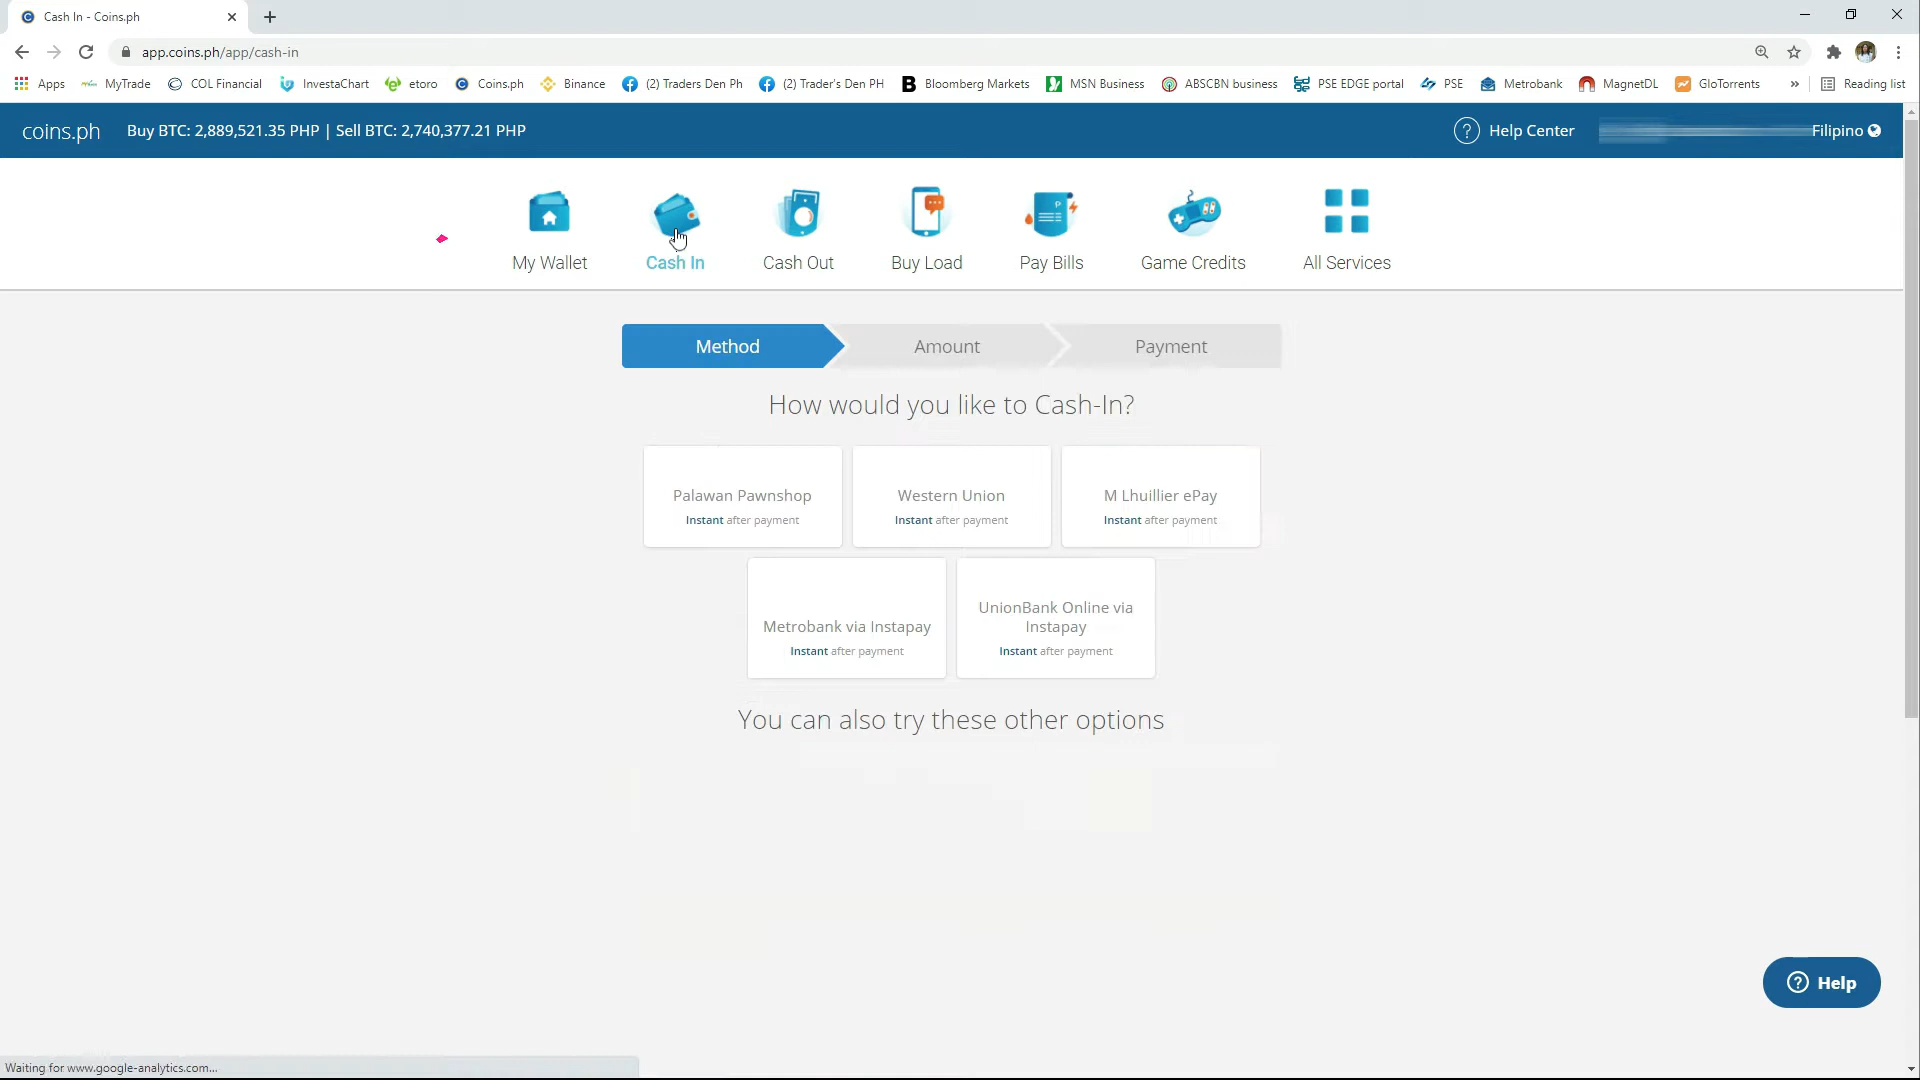 Cash In - Coins.ph
app.coins.ph/app/cash-in
Apps MyTrade COL Financial InvestaChart etoro Coins.ph Binance (2) Traders Den Ph (2) Trader's Den PH Bloomberg Markets MSN Business ABSCBN business PSE EDGE portal PSE Metrobank MagnetDL GloTorrents » Reading list
coins.ph Buy BTC: 2,889,521.35 PHP | Sell BTC: 2,740,377.21 PHP ? Help Center Filipino
My Wallet Cash In Cash Out Buy Load Pay Bills Game Credits All Services
Method Amount Payment
How would you like to Cash-In?
Palawan Pawnshop Western Union M Lhuillier ePay
Instant after payment Instant after payment Instant after payment
UnionBank Online via
Metrobank via Instapay Instapay
Instant after payment Instant after payment
You can also try these other options
? Help
Waiting for www.google-analytics.com...